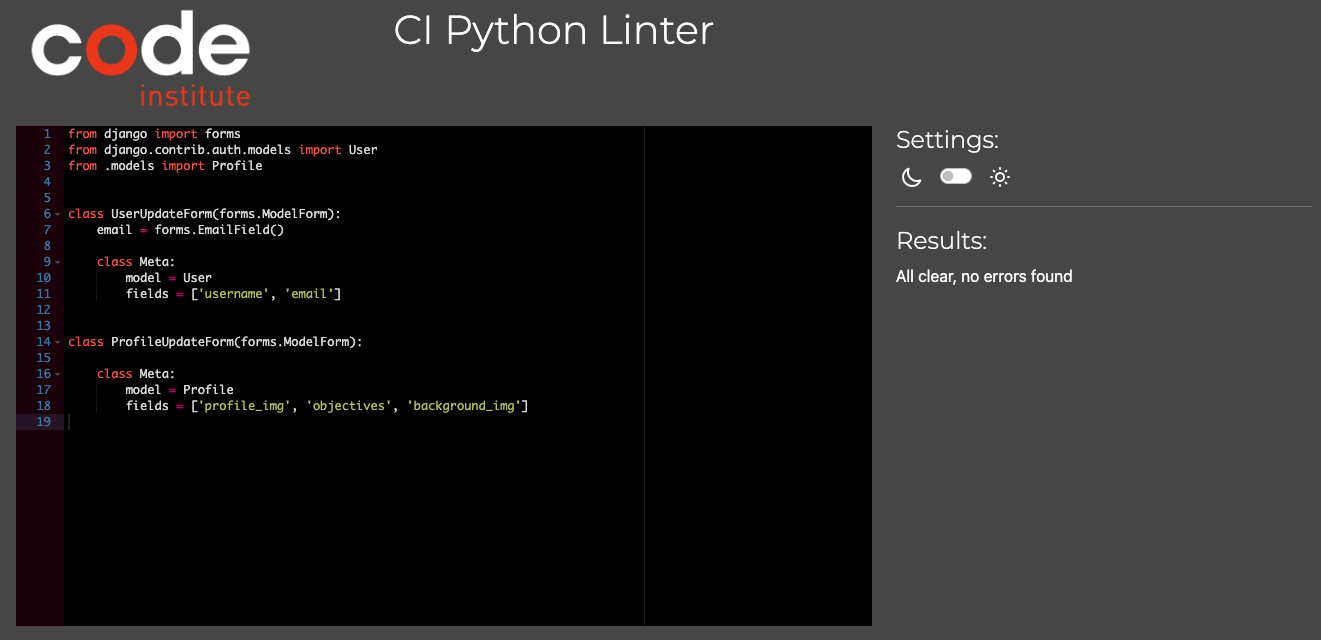 code
institute
CI Python Linter
1 from django import forms
2 from django.contrib.auth.models import User
3 from .models import Profile
4
5
6 class UserUpdateForm(forms.ModelForm):
7     email = forms.EmailField()
8
9     class Meta:
10         model = User
11         fields = ['username', 'email']
12
13
14 class ProfileUpdateForm(forms.ModelForm):
15
16     class Meta:
17         model = Profile
18         fields = ['profile_img', 'objectives', 'background_img']
19
Settings:
Results:
All clear, no errors found